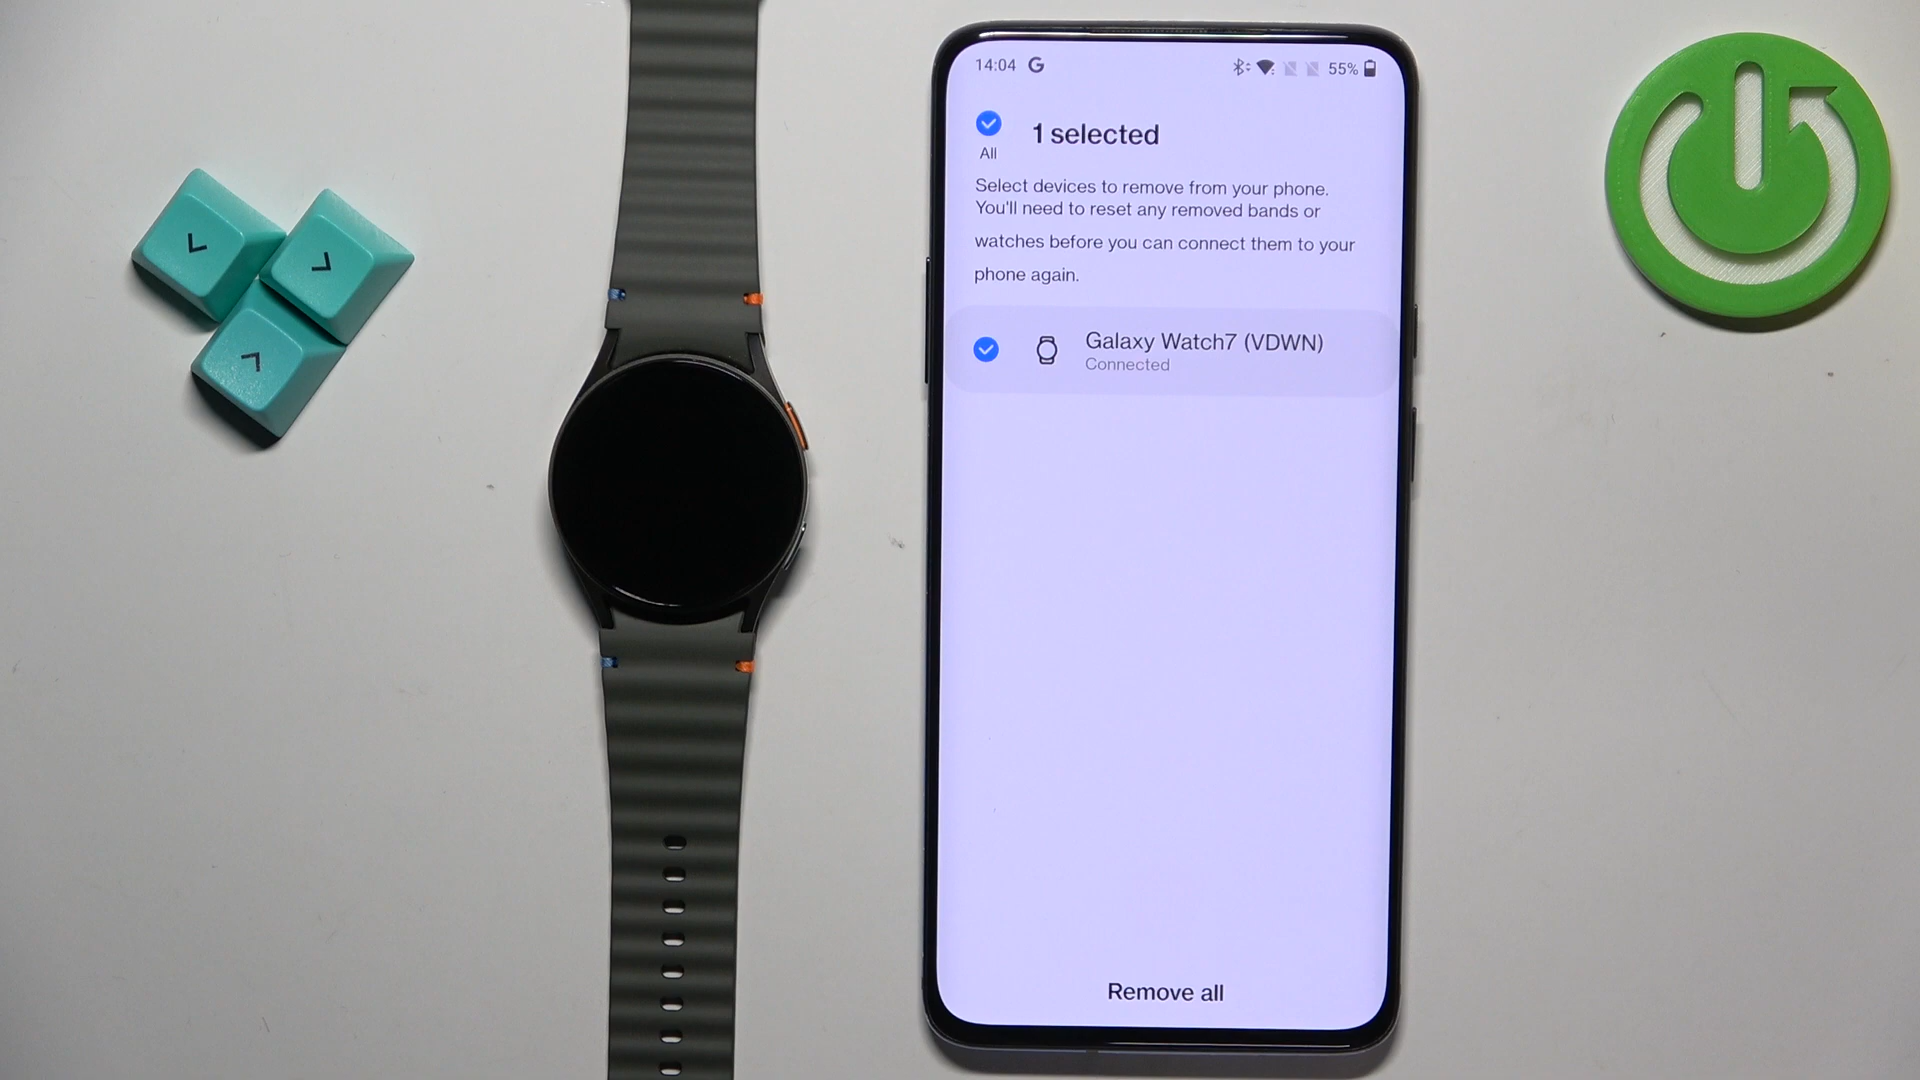 14:04 G 55%
1 selected
All
Select devices to remove from your phone.
You'll need to reset any removed bands or
watches before you can connect them to your
phone again.
Galaxy Watch7 (VDWN)
Connected
Remove all